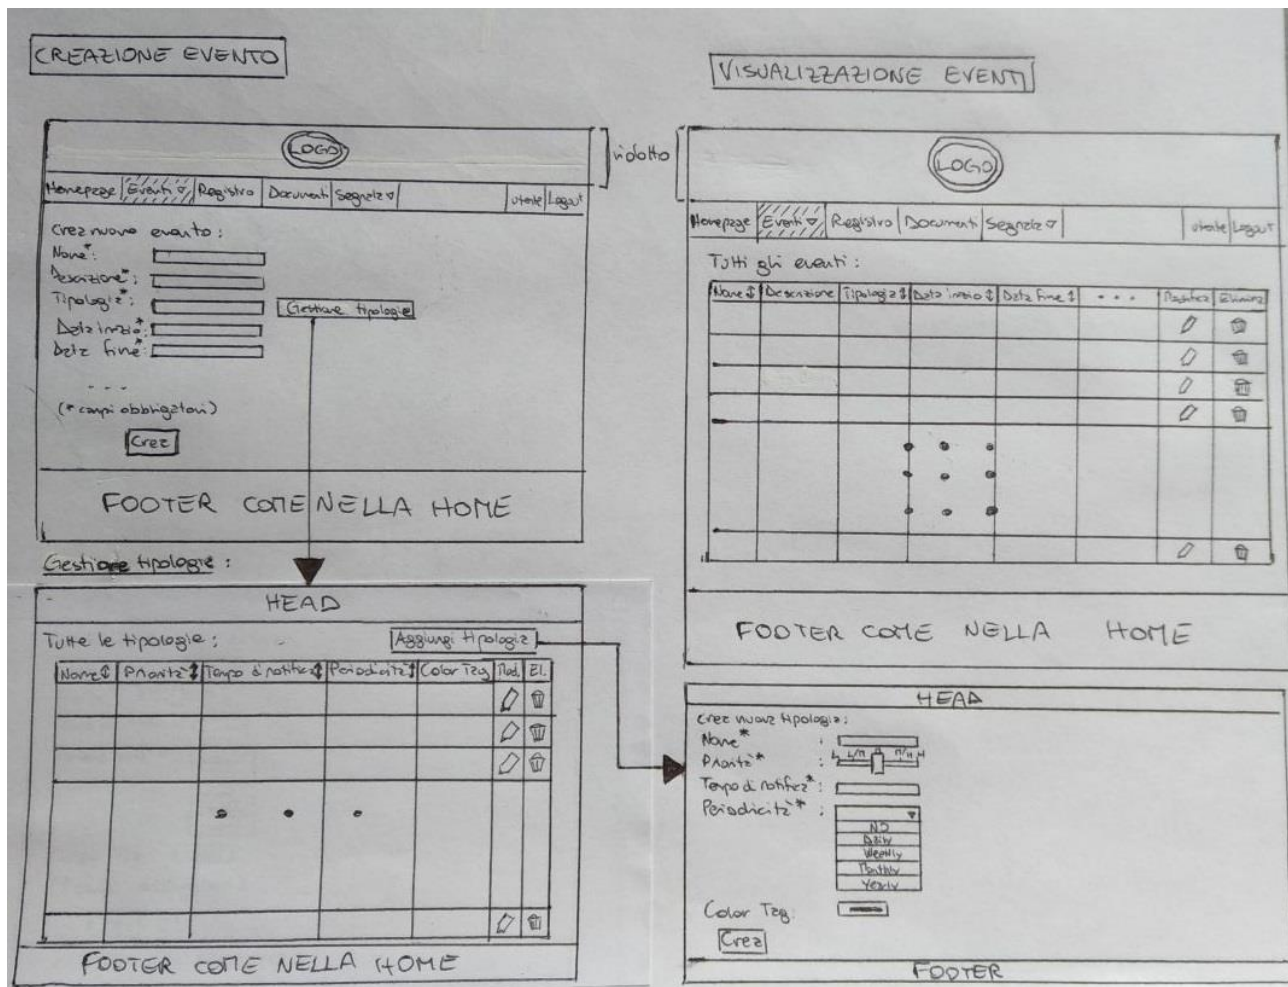 CREAZIONE EVENTO
LOGO
ridotto
Homepage Eventi Registro Documenti Segnala utente Logout
Crea nuovo evento:
Nome*:
Descrizione*:
Tipologia*:
Gestione tipologie
Data inizio*:
Data fine*:
...
(* campi obbligatori)
Crea
FOOTER COME NELLA HOME
VISUALIZZAZIONE EVENTI
LOGO
Homepage Eventi Registro Documenti Segnala utente Logout
Tutti gli eventi:
Nome Descrizione Tipologia Data inizio Data fine ... Modifica Elimina
FOOTER COME NELLA HOME
Gestione tipologie:
HEAD
Tutte le tipologie: Aggiungi tipologia
Nome Priorità Tempo di notifica Periodicità Color Tag Mod. El.
FOOTER COME NELLA HOME
HEAD
Crea nuova tipologia:
Nome* :
Priorità* : L L/M M M/H H
Tempo di notifica* :
Periodicità* :
NO
Daily
Weekly
Monthly
Yearly
Color Tag:
Crea
FOOTER